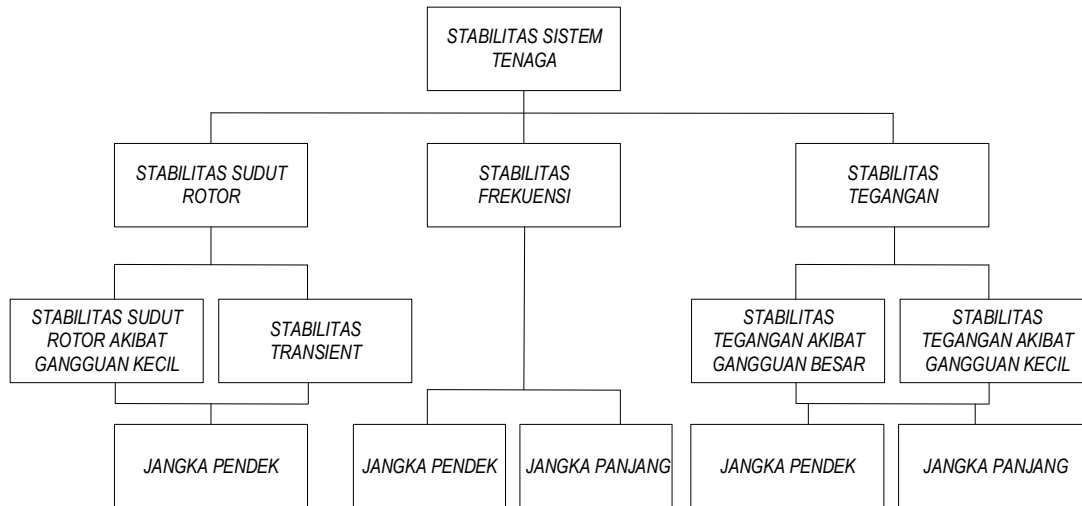 STABILITAS SISTEM
TENAGA
STABILITAS SUDUT
ROTOR
STABILITAS
FREKUENSI
STABILITAS
TEGANGAN
STABILITAS SUDUT
ROTOR AKIBAT
GANGGUAN KECIL
STABILITAS
TRANSIENT
STABILITAS
TEGANGAN AKIBAT
GANGGUAN BESAR
STABILITAS
TEGANGAN AKIBAT
GANGGUAN KECIL
JANGKA PENDEK
JANGKA PENDEK
JANGKA PANJANG
JANGKA PENDEK
JANGKA PANJANG